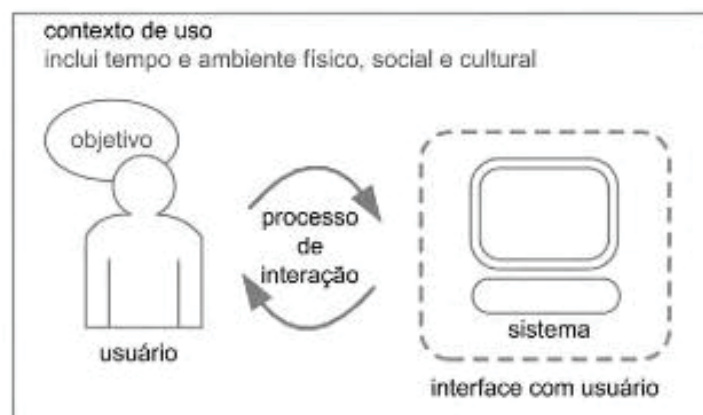 contexto de uso
inclui tempo e ambiente físico, social e cultural
objetivo
processo
de
interação
usuário
sistema
interface com usuário